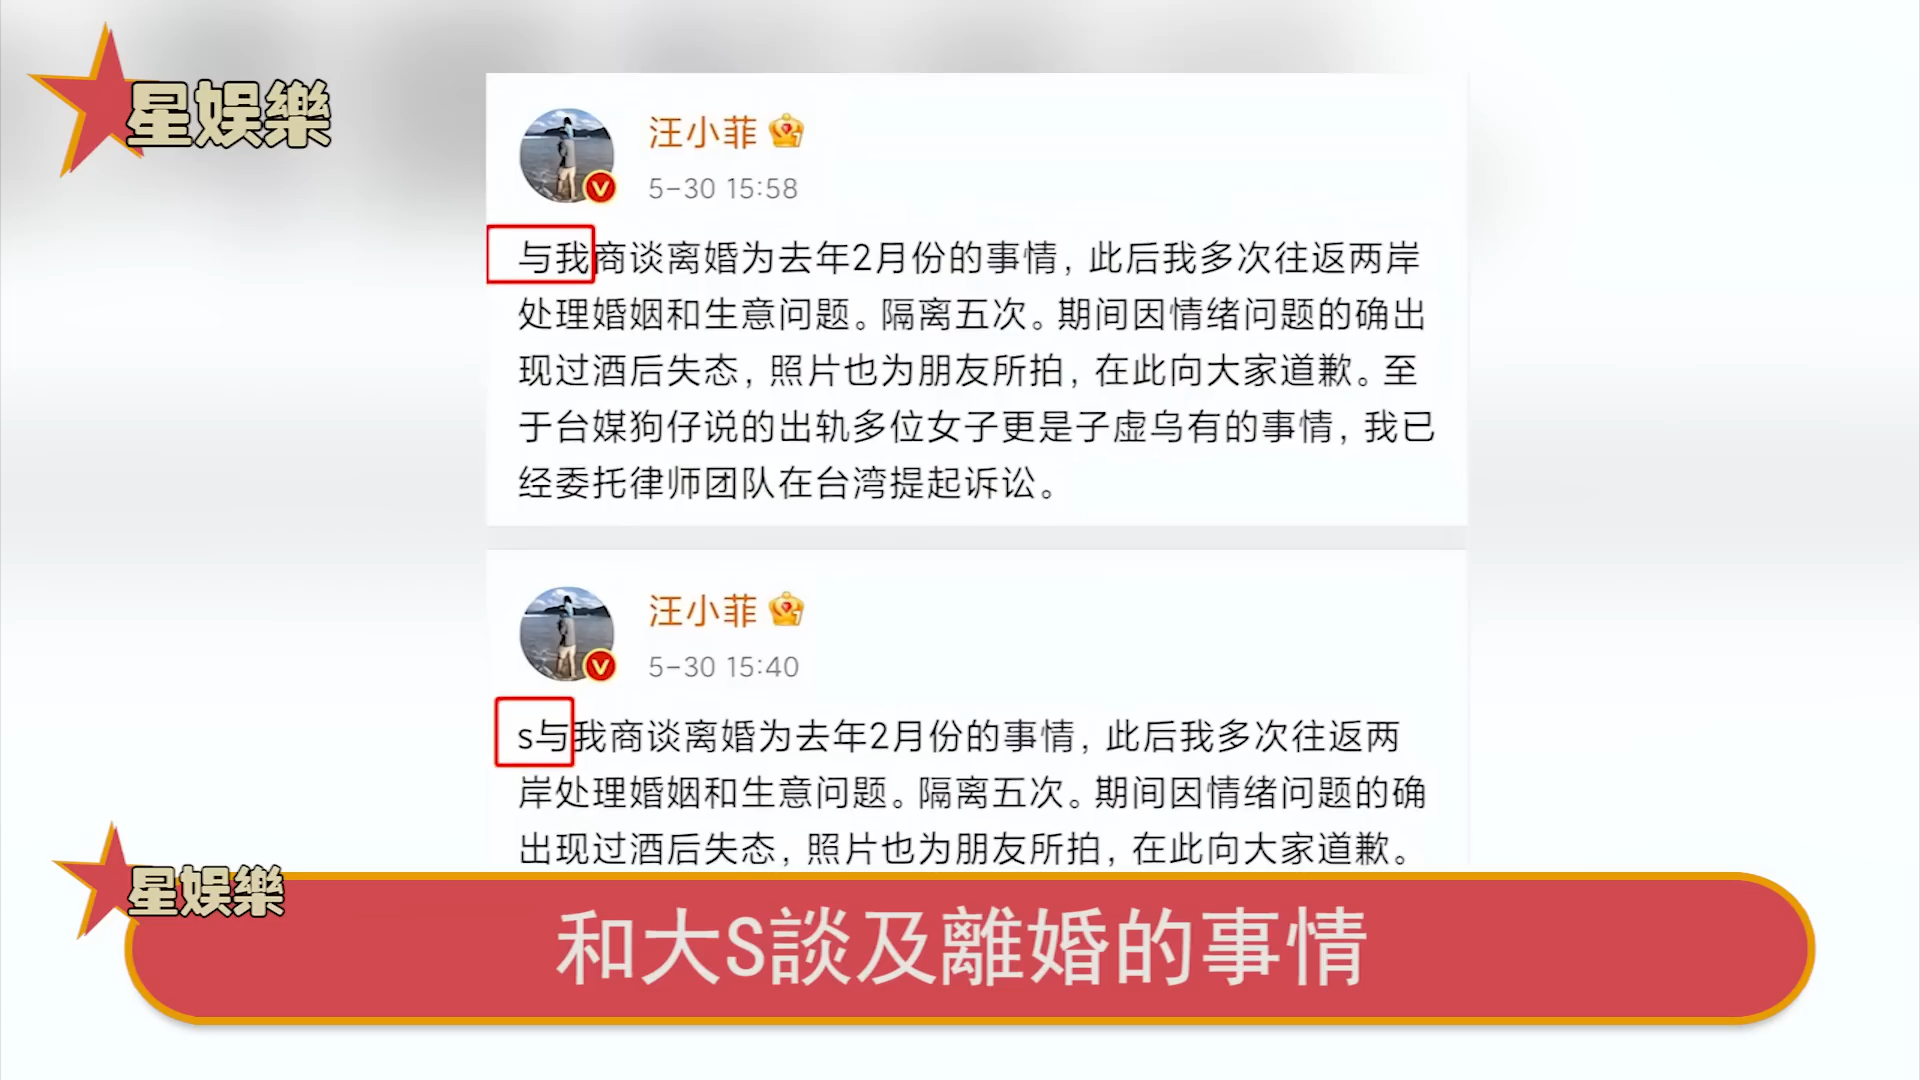 星娱樂
汪小菲
5-30 15:58
与我商谈离婚为去年2月份的事情，此后我多次往返两岸
处理婚姻和生意问题。隔离五次。期间因情绪问题的确出
现过酒后失态，照片也为朋友所拍，在此向大家道歉。至
于台媒狗仔说的出轨多位女子更是子虚乌有的事情，我已
经委托律师团队在台湾提起诉讼。
汪小菲
5-30 15:40
s与我商谈离婚为去年2月份的事情，此后我多次往返两
岸处理婚姻和生意问题。隔离五次。期间因情绪问题的确
出现过酒后失态，照片也为朋友所拍，在此向大家道歉。
星娱樂
和大S談及離婚的事情